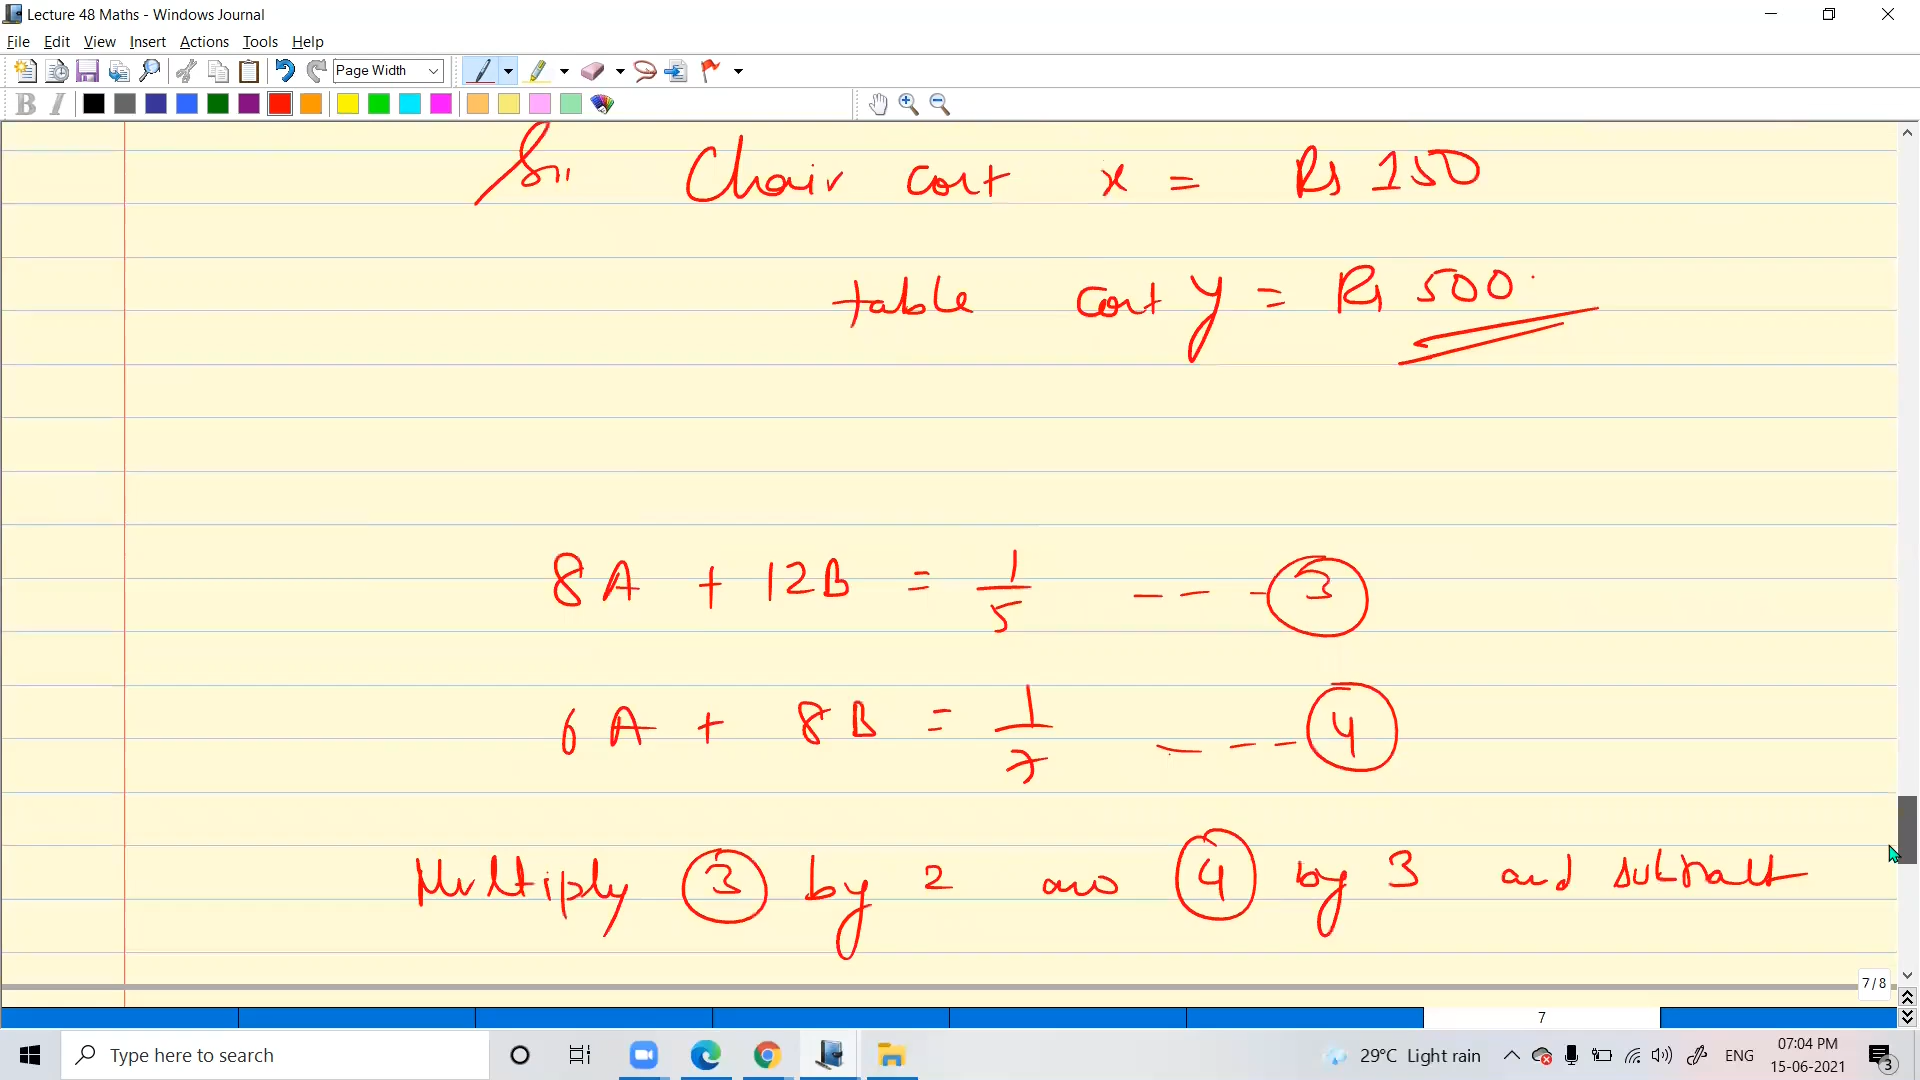 Lecture 48 Maths - Windows Journal
File Edit View Insert Actions Tools Help
Page Width
B I
Chair cost x = Rs 150
table cost y = Rs 500
8A + 12B = 1/5 --- 3
6A + 8B = 1/7 ---- 4
Multiply 3 by 2 and 4 by 3 and subtract
7 / 8
7
Type here to search
29°C Light rain
ENG
07:04 PM
15-06-2021
3